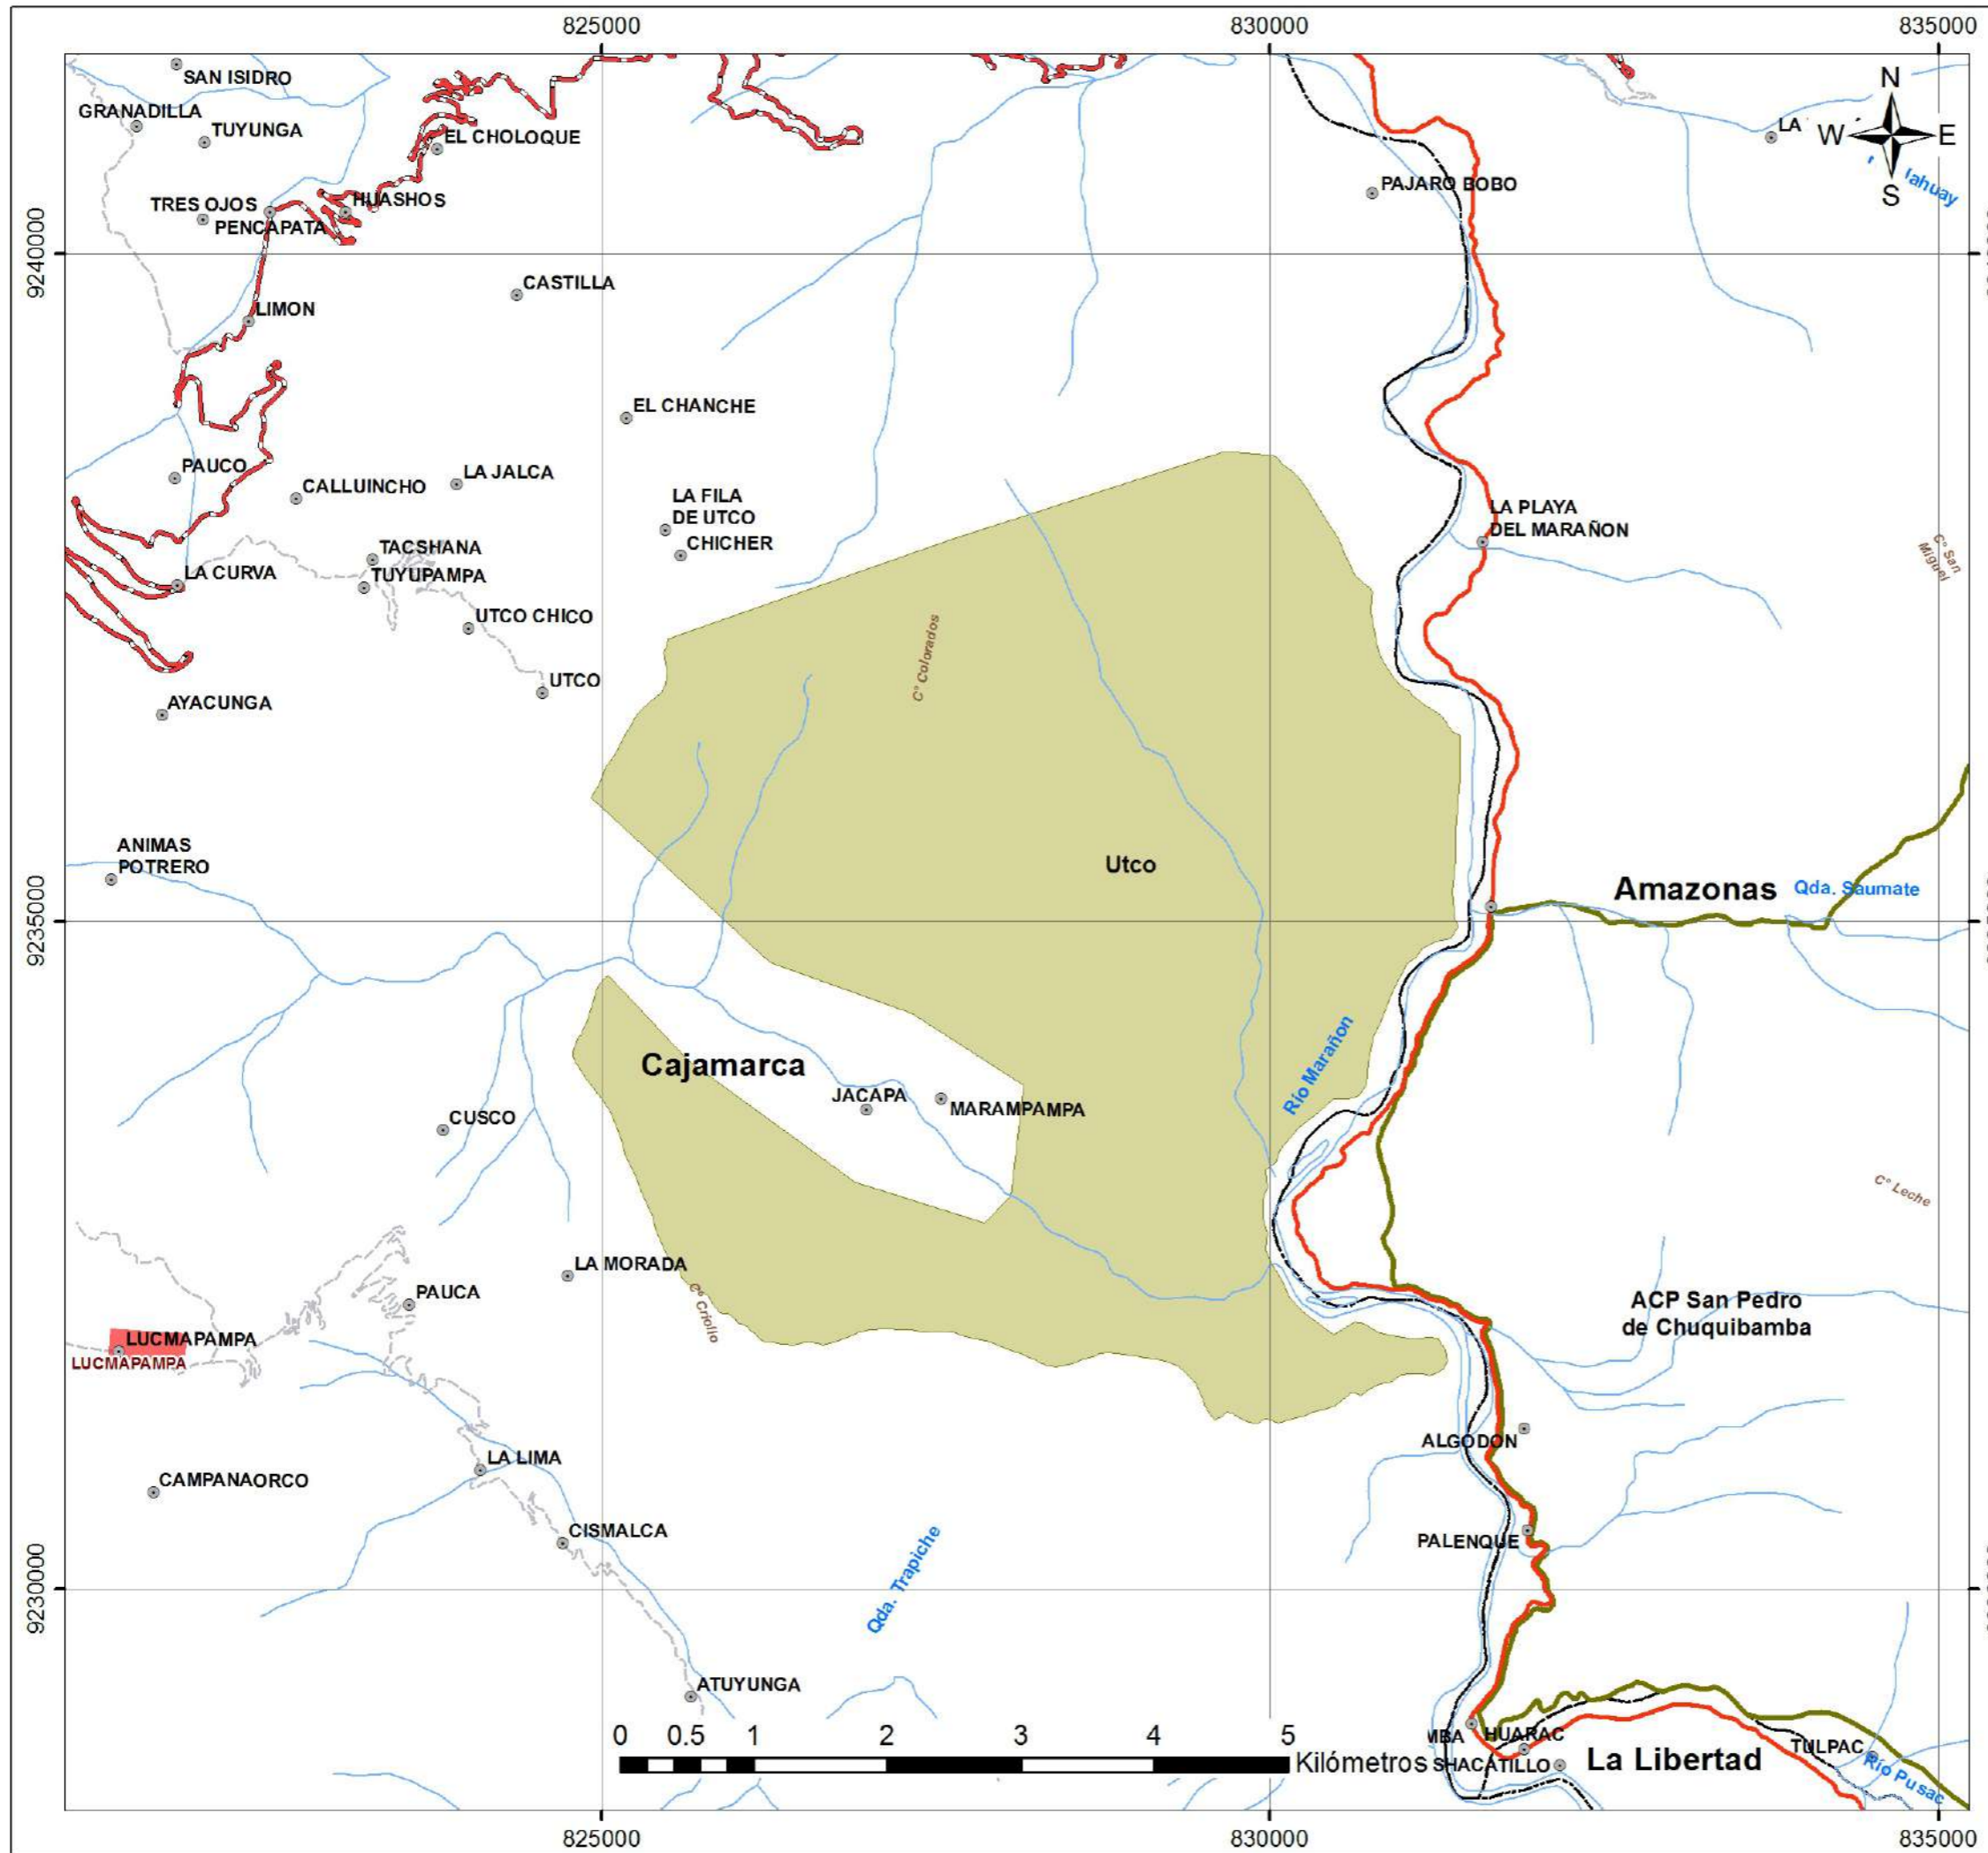 825000
830000
835000
SAN ISIDRO
GRANADILLA
TUYUNGA
EL CHOLOQUE
LA
N
W
E
S
lahuay
PAJARO BOBO
TRES OJOS
HUASHOS
PENCAPATA
9240000
CASTILLA
LIMON
EL CHANCHE
PAUCO
CALLUINCHO
LA JALCA
LA FILA
DE UTCO
CHICHER
LA PLAYA
DEL MARAÑON
C° San
Miguel
TACSHANA
TUYUPAMPA
LA CURVA
UTCO CHICO
C° Colorados
UTCO
AYACUNGA
ANIMAS
POTRERO
Utco
Amazonas
Qda. Saumate
9235000
Cajamarca
Río Marañon
JACAPA
MARAMPAMPA
CUSCO
C° Leche
LA MORADA
PAUCA
C° Criollo
ACP San Pedro
de Chuquibamba
LUCMAPAMPA
LUCMAPAMPA
ALGODON
LA LIMA
CAMPANAORCO
CISMALCA
PALENQUE
Qda. Trapiche
9230000
ATUYUNGA
0
0.5
1
2
3
4
5
Kilómetros
MBA
HUARAC
SHACATILLO
La Libertad
TULPAC
Río Pusac
825000
830000
835000